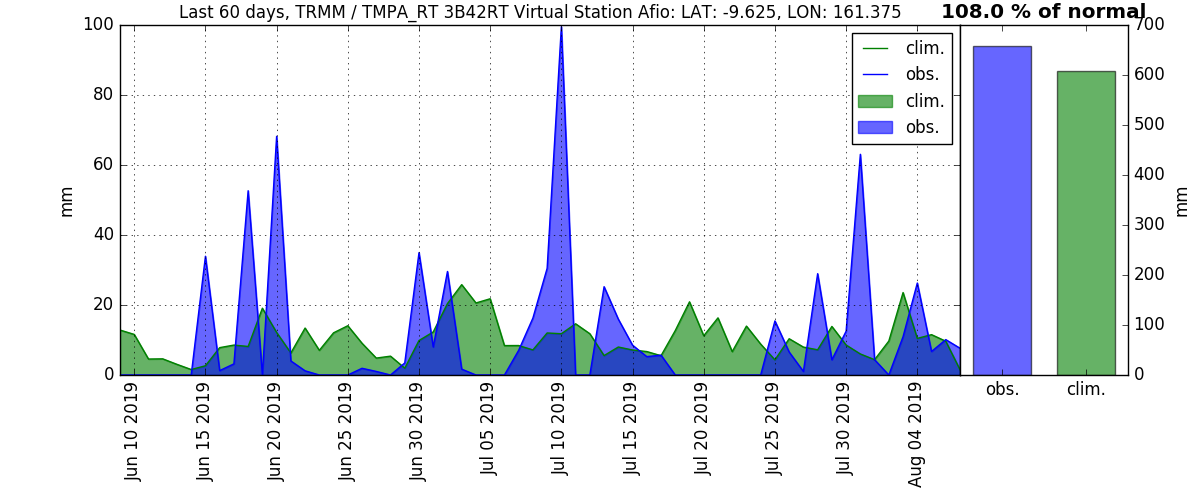 Last 60 days, TRMM / TMPA_RT 3B42RT Virtual Station Afio: LAT: -9.625, LON: 161.375
108.0 % of normal
100
80
60
40
20
0
mm
clim.
obs.
clim.
obs.
700
600
500
400
300
200
100
0
mm
Jun 10 2019
Jun 15 2019
Jun 20 2019
Jun 25 2019
Jun 30 2019
Jul 05 2019
Jul 10 2019
Jul 15 2019
Jul 20 2019
Jul 25 2019
Jul 30 2019
Aug 04 2019
obs.
clim.